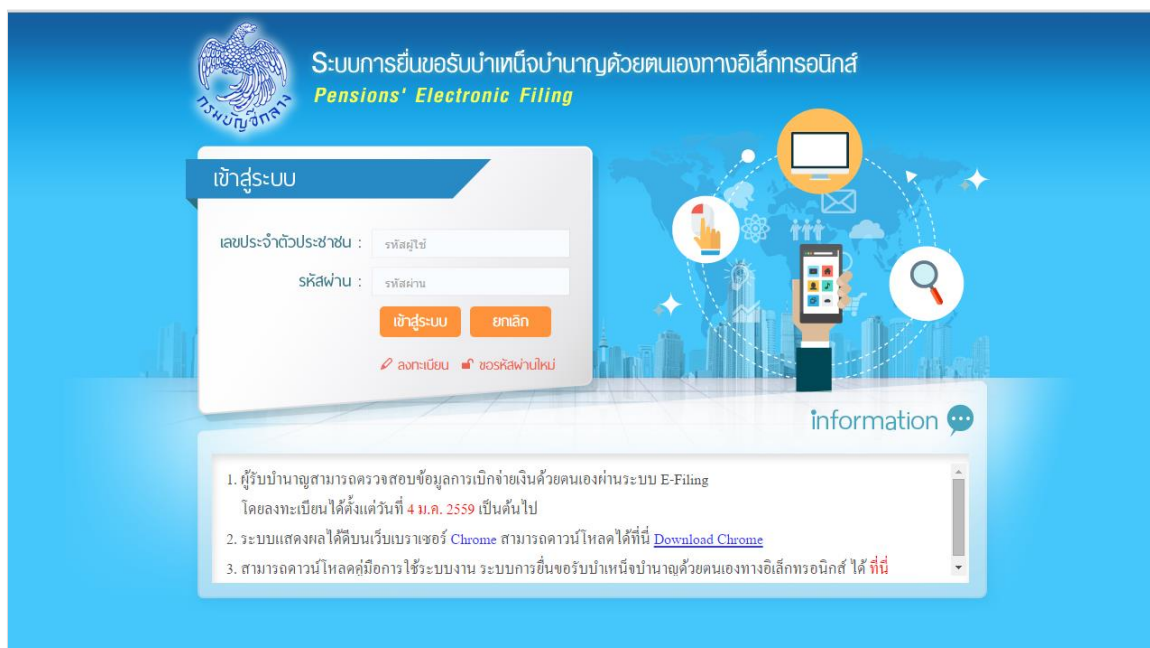 กรมบัญชีกลาง
ระบบการยื่นขอรับบำเหน็จบำนาญด้วยตนเองทางอิเล็กทรอนิกส์
Pensions' Electronic Filing
เข้าสู่ระบบ
เลขประจำตัวประชาชน : รหัสผู้ใช้
รหัสผ่าน : รหัสผ่าน
เข้าสู่ระบบ ยกเลิก
ลงทะเบียน ขอรหัสผ่านใหม่
information
1. ผู้รับบำนาญสามารถตรวจสอบข้อมูลการเบิกจ่ายเงินด้วยตนเองผ่านระบบ E-Filing
โดยลงทะเบียนได้ตั้งแต่วันที่ 4 ม.ค. 2559 เป็นต้นไป
2. ระบบแสดงผลได้ดีบนเว็บเบราเซอร์ Chrome สามารถดาวน์โหลดได้ที่นี่ Download Chrome
3. สามารถดาวน์โหลดคู่มือการใช้ระบบงาน ระบบการยื่นขอรับบำเหน็จบำนาญด้วยตนเองทางอิเล็กทรอนิกส์ ได้ ที่นี่